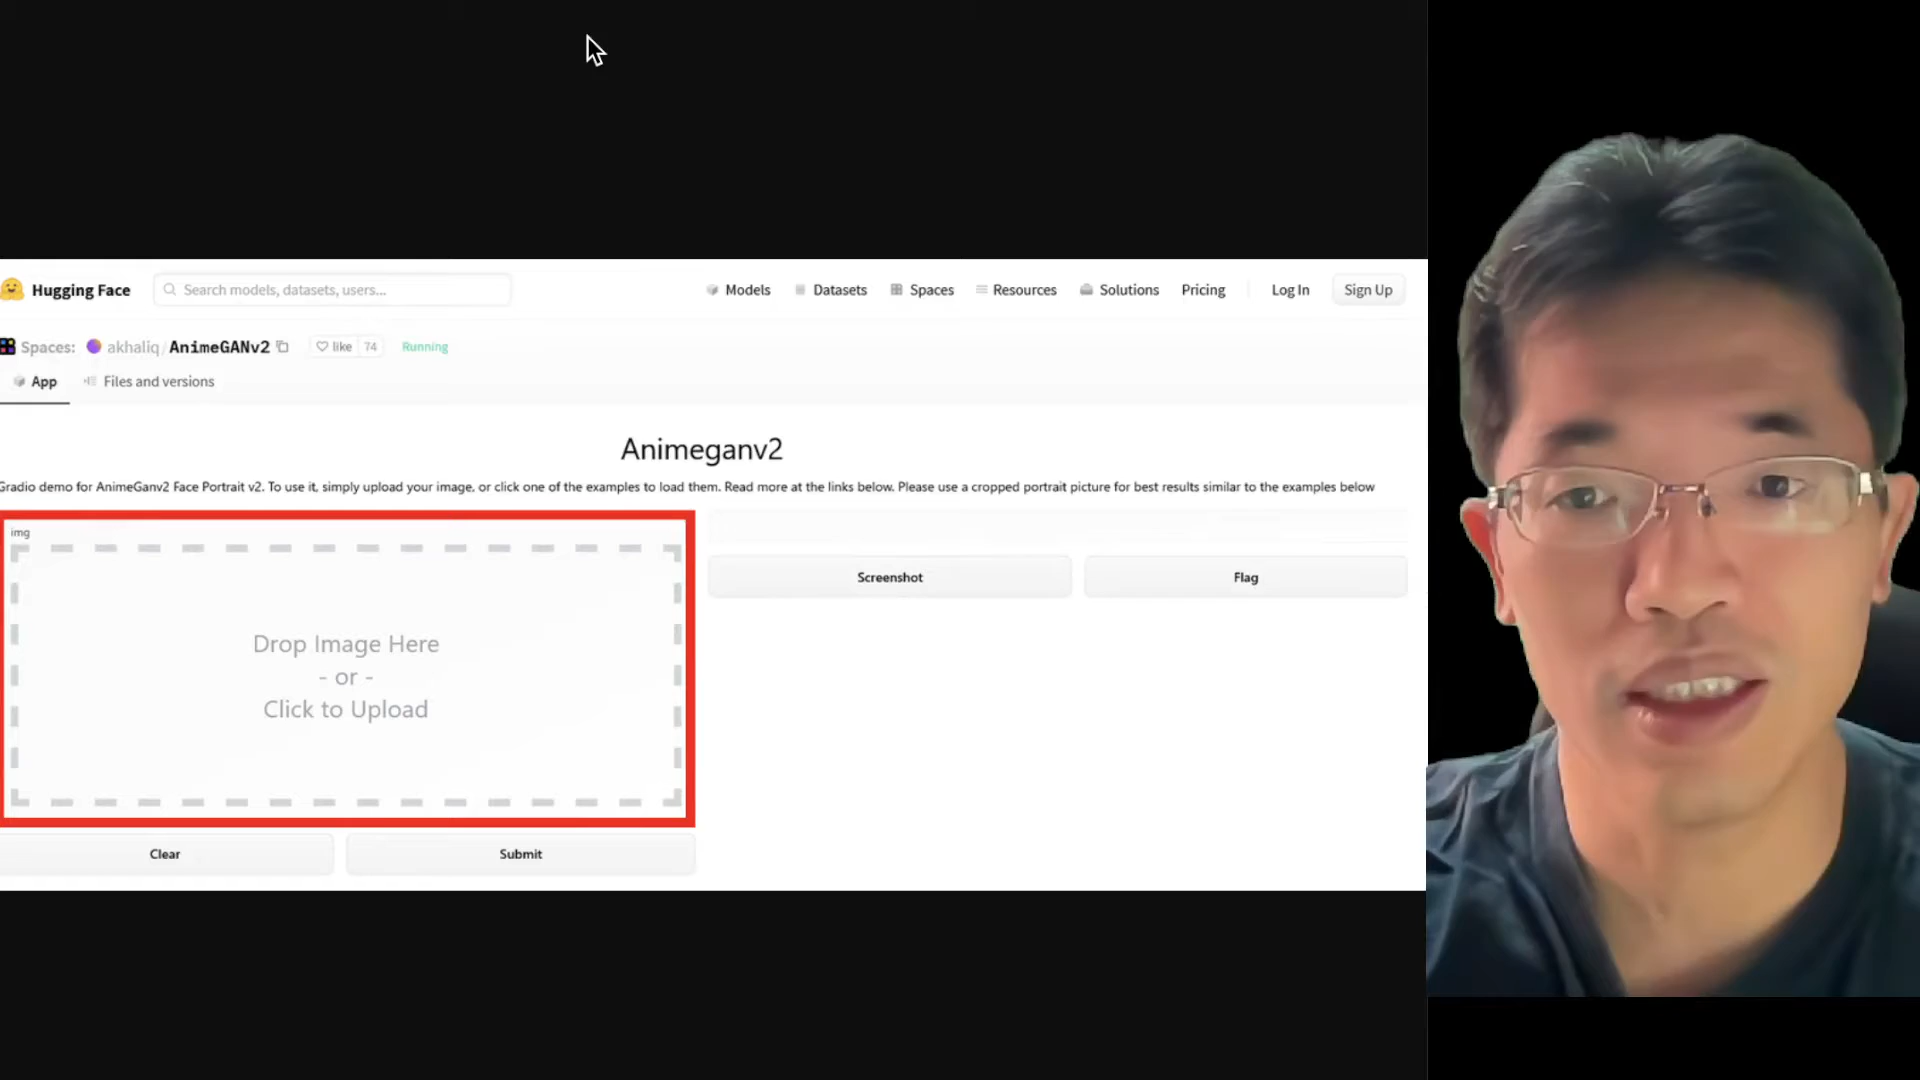 Hugging Face
Search models, datasets, users...
Models
Datasets
Spaces
Resources
Solutions
Pricing
Log In
Sign Up
Spaces: akhaliq/AnimeGANv2
like 74
Running
App
Files and versions
Animeganv2
Gradio demo for AnimeGanv2 Face Portrait v2. To use it, simply upload your image, or click one of the examples to load them. Read more at the links below. Please use a cropped portrait picture for best results similar to the examples below
img
Drop Image Here
- or -
Click to Upload
Screenshot
Flag
Clear
Submit